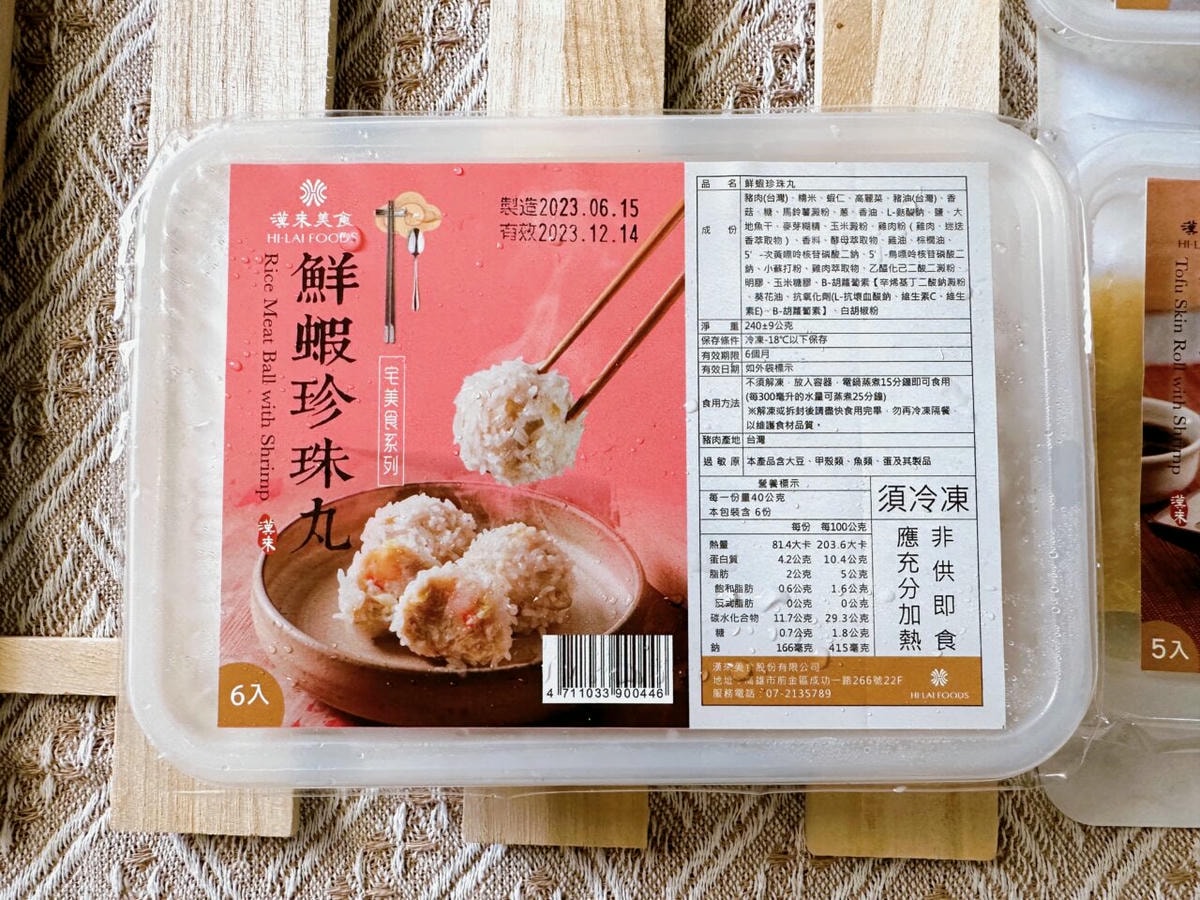 漢來美食
HI-LAI FOODS
製造2023.06.15
有效2023.12.14
鮮蝦珍珠丸
Rice Meat Ball with Shrimp
漢來
宅美食系列
6入
4 711033 900446
品名 鮮蝦珍珠丸
成份 豬肉(台灣)、糯米、蝦仁、高麗菜、豬油(台灣)、香
菇、糖、馬鈴薯澱粉、蔥、香油、L-麩酸鈉、鹽、大
地魚干、麥芽糊精、玉米澱粉、雞肉粉(雞肉、迷迭
香萃取物)、香料、酵母萃取物、雞油、棕櫚油、
5'-次黃嘌呤核苷磷酸二鈉、5'-鳥嘌呤核苷磷酸二
鈉、小蘇打粉、雞肉萃取物、乙醯化己二酸二澱粉、
明膠、玉米糖膠、B-胡蘿蔔素【辛烯基丁二酸鈉澱粉
、葵花油、抗氧化劑(L-抗壞血酸鈉、維生素C、維生
素E)、B-胡蘿蔔素】、白胡椒粉
淨重 240±9公克
保存條件 冷凍-18℃以下保存
有效期限 6個月
有效日期 如外袋標示
食用方法 不須解凍，放入容器，電鍋蒸煮15分鐘即可食用
(每300毫升的水量可蒸煮25分鐘)
※解凍或拆封後請盡快食用完畢，勿再冷凍隔餐，
以維護食材品質。
豬肉產地 台灣
過敏原 本產品含大豆、甲殼類、魚類、蛋及其製品
營養標示
每一份量40公克
本包裝含 6份
每份 每100公克
熱量 81.4大卡 203.6大卡
蛋白質 4.2公克 10.4公克
脂肪 2公克 5公克
飽和脂肪 0.6公克 1.6公克
反式脂肪 0公克 0公克
碳水化合物 11.7公克 29.3公克
糖 0.7公克 1.8公克
鈉 166毫克 415毫克
須冷凍
非供即食
應充分加熱
漢來美食股份有限公司
地址：高雄市前金區成功一路266號22F
服務電話：07-2135789
HI-LAI FOODS
Tofu Skin Roll with Shrimp
5入